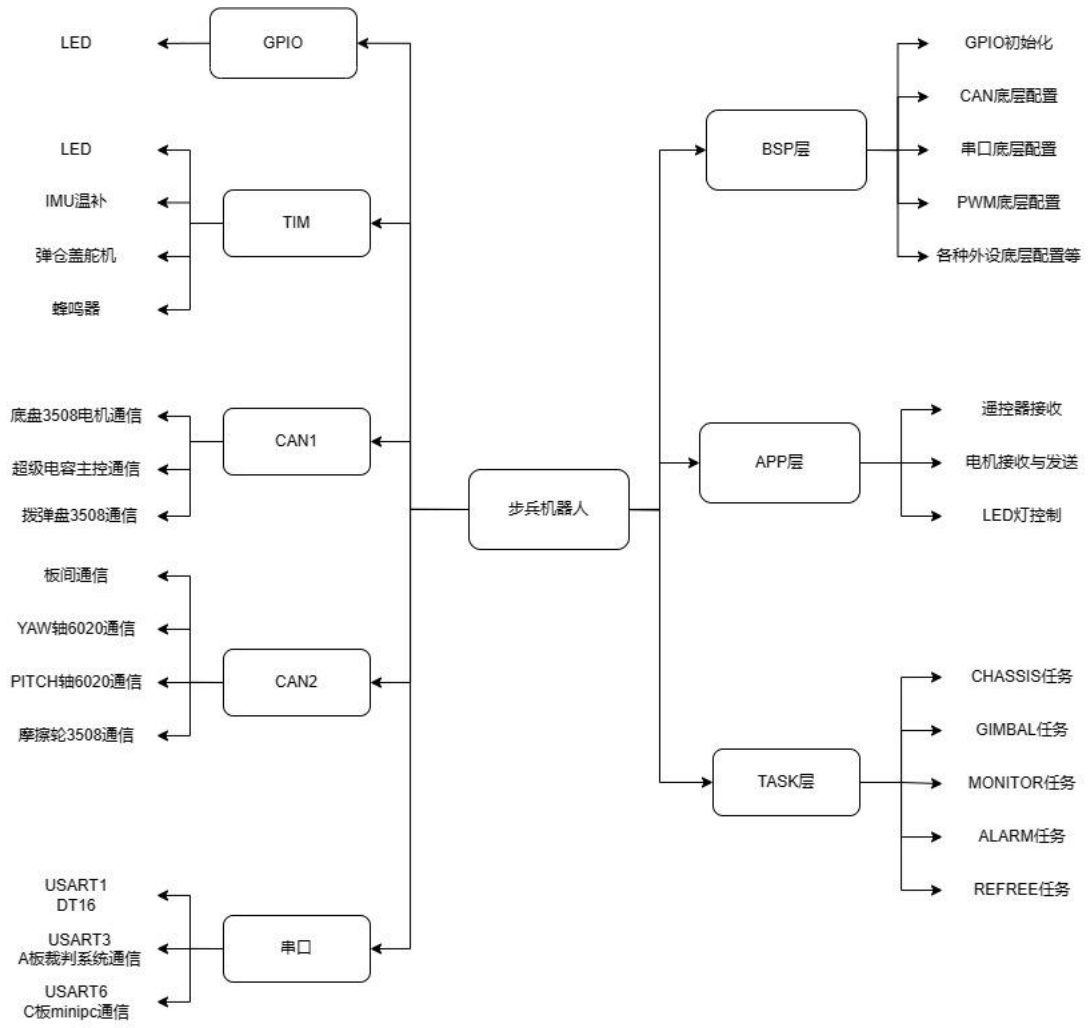 LED
GPIO
LED
IMU温补
弹仓盖舵机
蜂鸣器
TIM
底盘3508电机通信
超级电容主控通信
拨弹盘3508通信
CAN1
板间通信
YAW轴6020通信
PITCH轴6020通信
摩擦轮3508通信
CAN2
USART1
DT16
USART3
A板裁判系统通信
USART6
C板minipc通信
串口
步兵机器人
BSP层
GPIO初始化
CAN底层配置
串口底层配置
PWM底层配置
各种外设底层配置等
APP层
遥控器接收
电机接收与发送
LED灯控制
TASK层
CHASSIS任务
GIMBAL任务
MONITOR任务
ALARM任务
REFREE任务